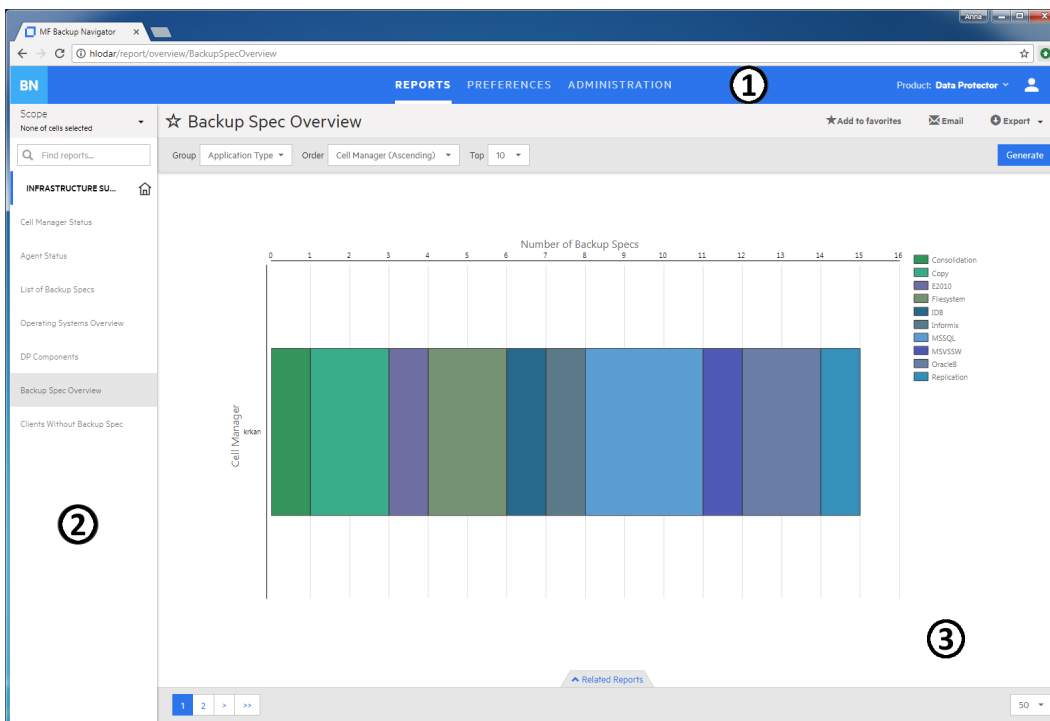 Anna
MF Backup Navigator
hlodar/report/overview/BackupSpecOverview
BN REPORTS PREFERENCES ADMINISTRATION 1 Product: Data Protector
Scope
None of cells selected
Backup Spec Overview Add to favorites Email Export
Find reports...
Group Application Type Order Cell Manager (Ascending) Top 10 Generate
INFRASTRUCTURE SU...
Cell Manager Status
Agent Status
List of Backup Specs
Operating Systems Overview
DP Components
Backup Spec Overview
Clients Without Backup Spec
2
Number of Backup Specs
0 1 2 3 4 5 6 7 8 9 10 11 12 13 14 15 16
Cell Manager
krkan
Consolidation
Copy
E2010
Filesystem
IDB
Informix
MSSQL
MSVSSW
Oracle8
Replication
3
Related Reports
1 2 > >> 50